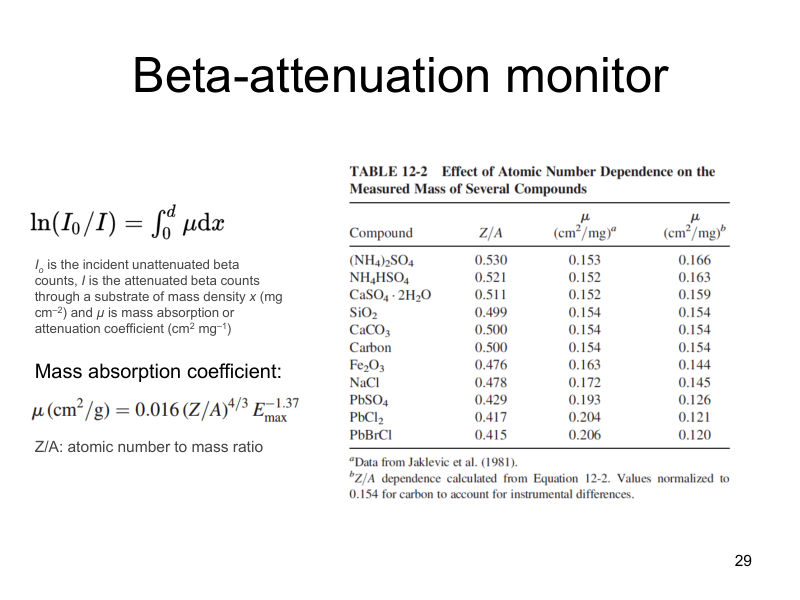 Beta-attenuation monitor
ln(I₀/I) = ∫₀ᵈ μdx
Iₒ is the incident unattenuated beta
counts, I is the attenuated beta counts
through a substrate of mass density x (mg
cm⁻²) and μ is mass absorption or
attenuation coefficient (cm² mg⁻¹)
Mass absorption coefficient:
μ (cm²/g) = 0.016 (Z/A)^4/3 E_max^−1.37
Z/A: atomic number to mass ratio
TABLE 12-2 Effect of Atomic Number Dependence on the
Measured Mass of Several Compounds
Compound Z/A μ (cm²/mg)ᵃ μ (cm²/mg)ᵇ
(NH₄)₂SO₄ 0.530 0.153 0.166
NH₄HSO₄ 0.521 0.152 0.163
CaSO₄ · 2H₂O 0.511 0.152 0.159
SiO₂ 0.499 0.154 0.154
CaCO₃ 0.500 0.154 0.154
Carbon 0.500 0.154 0.154
Fe₂O₃ 0.476 0.163 0.144
NaCl 0.478 0.172 0.145
PbSO₄ 0.429 0.193 0.126
PbCl₂ 0.417 0.204 0.121
PbBrCl 0.415 0.206 0.120
ᵃData from Jaklevic et al. (1981).
ᵇZ/A dependence calculated from Equation 12-2. Values normalized to
0.154 for carbon to account for instrumental differences.
29